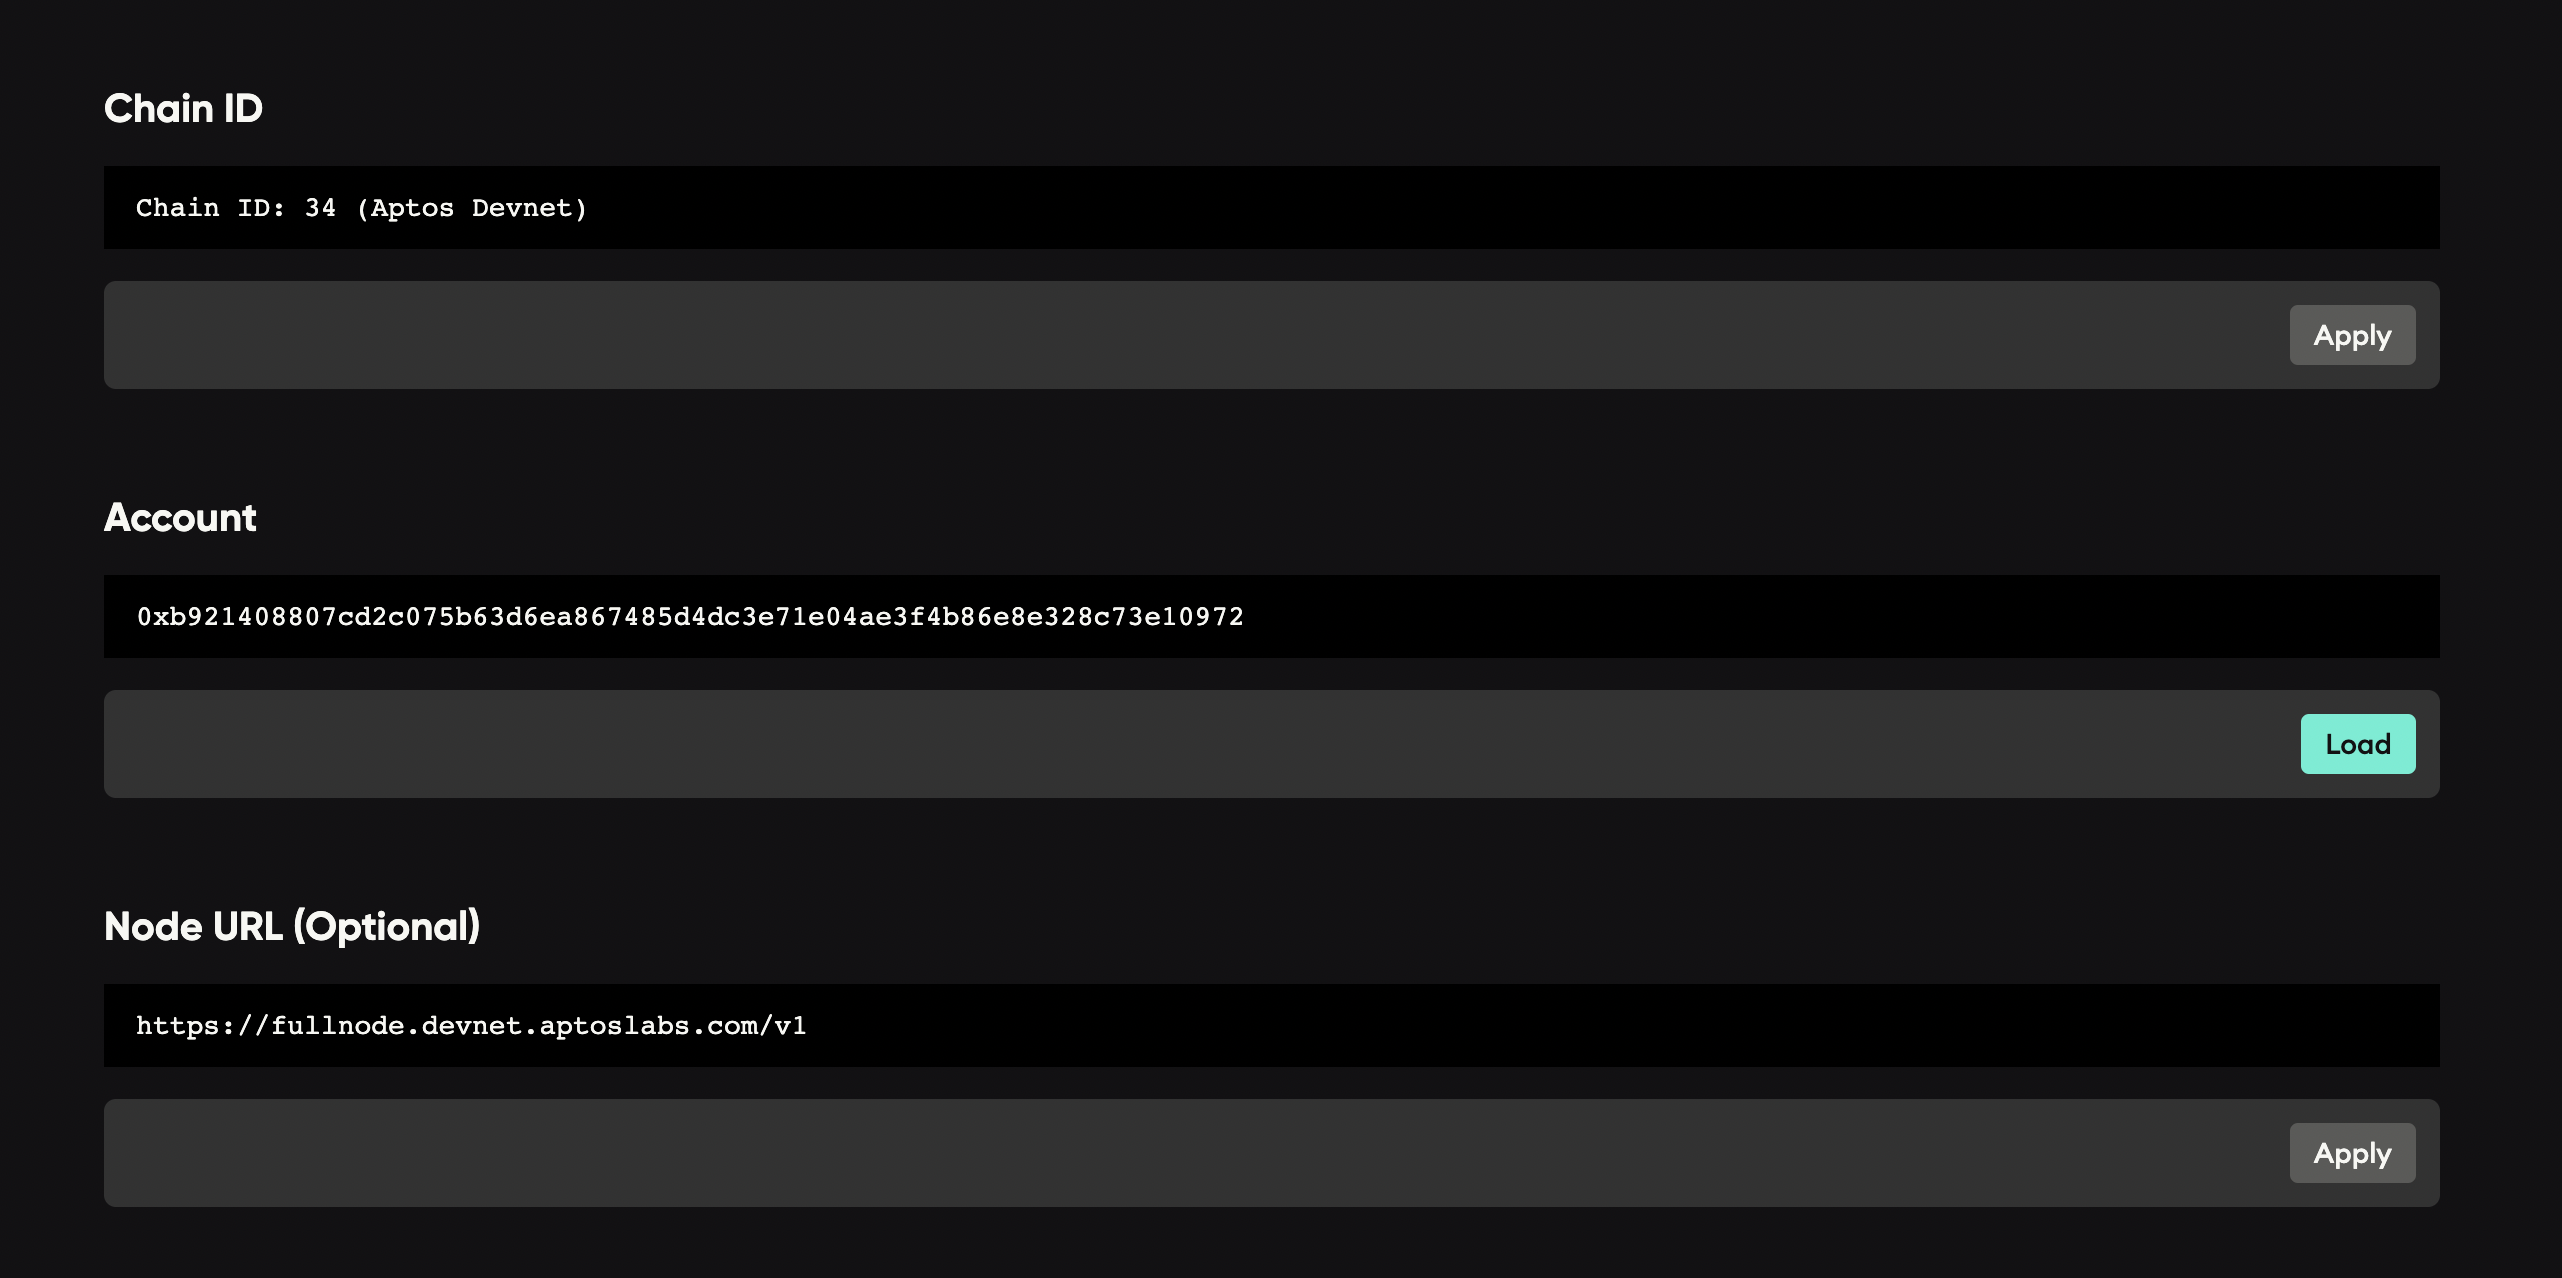 Chain ID
Chain ID: 34 (Aptos Devnet)
Apply
Account
0xb921408807cd2c075b63d6ea867485d4dc3e71e04ae3f4b86e8e328c73e10972
Load
Node URL (Optional)
https://fullnode.devnet.aptoslabs.com/v1
Apply